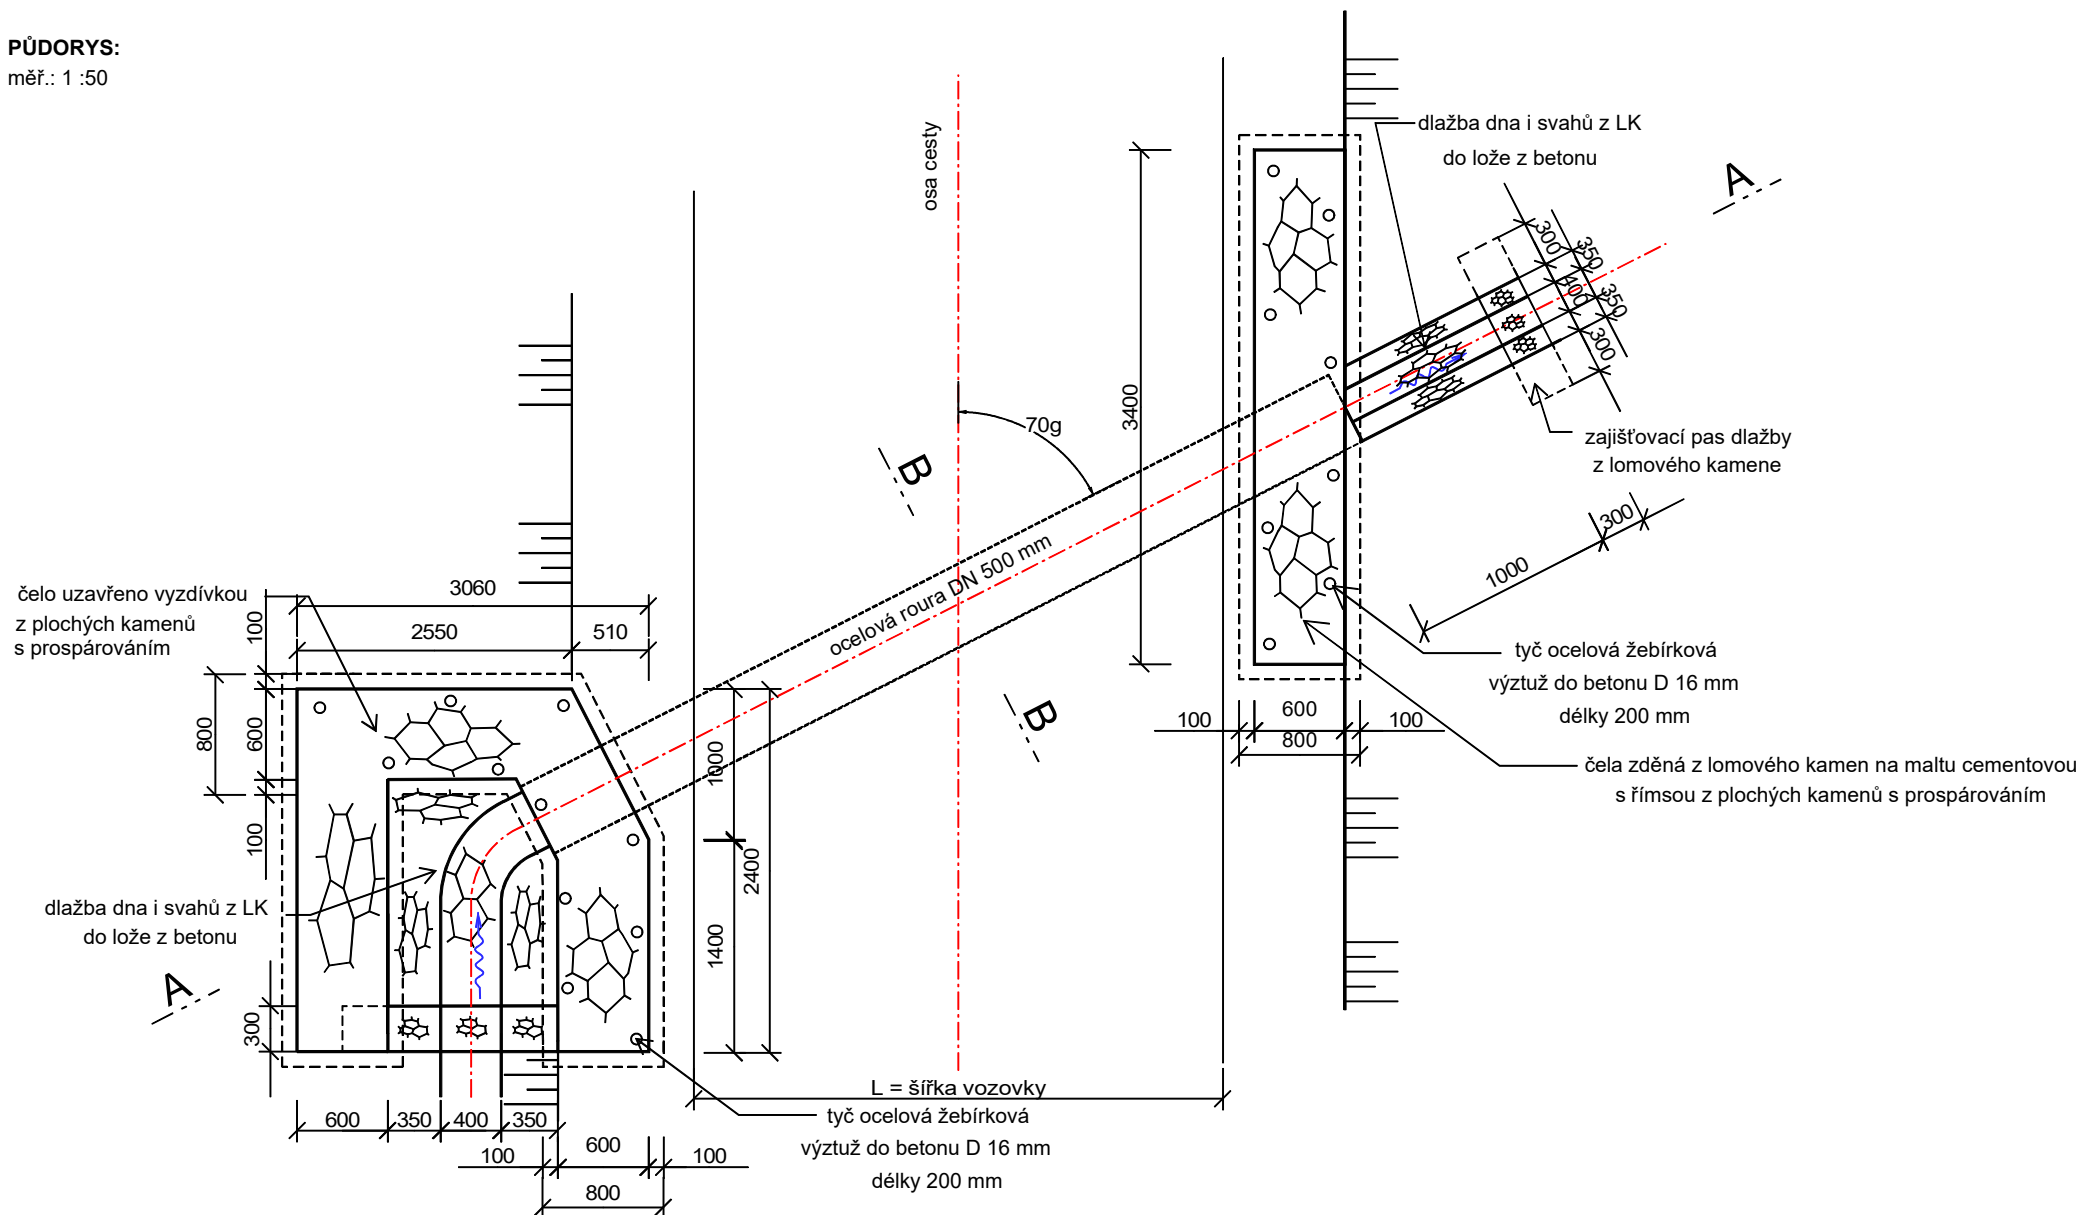 PŮDORYS:
měř.: 1 :50
osa cesty
dlažba dna i svahů z LK
do lože z betonu
A
300
350
400
350
300
3400
70g
B
zajišťovací pas dlažby
z lomového kamene
300
1000
ocelová roura DN 500 mm
čelo uzavřeno vyzdívkou
z plochých kamenů
s prospárováním
3060
2550
510
100
800
600
100
tyč ocelová žebírková
výztuž do betonu D 16 mm
délky 200 mm
B
100
600
100
800
čela zděná z lomového kamen na maltu cementovou
s římsou z plochých kamenů s prospárováním
1000
2400
1400
dlažba dna i svahů z LK
do lože z betonu
A
300
L = šířka vozovky
tyč ocelová žebírková
výztuž do betonu D 16 mm
délky 200 mm
600
350
400
350
100
600
100
800